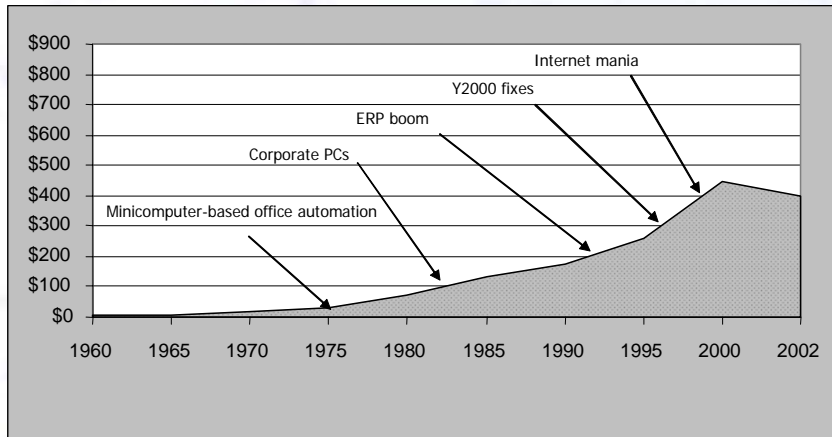 $900
$800
$700
$600
$500
$400
$300
$200
$100
$0
Internet mania
Y2000 fixes
ERP boom
Corporate PCs
Minicomputer-based office automation
1960 1965 1970 1975 1980 1985 1990 1995 2000 2002